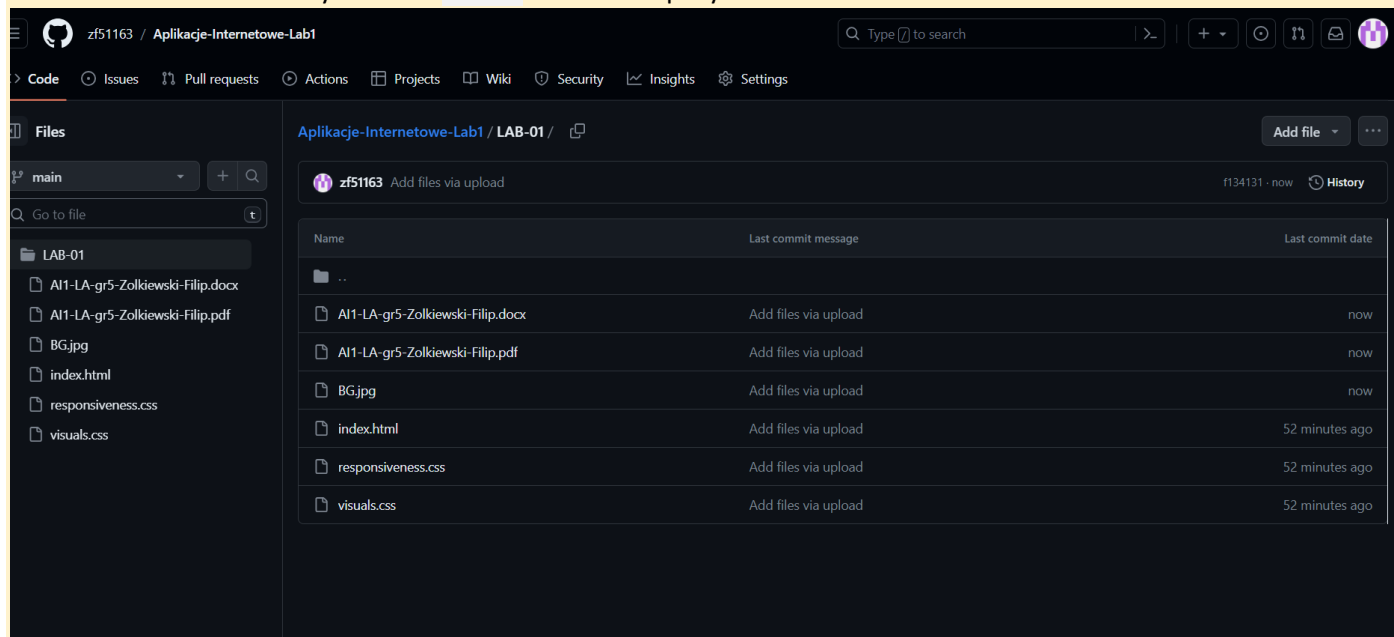 zf51163 / Aplikacje-Internetowe-Lab1
Type / to search
Code Issues Pull requests Actions Projects Wiki Security Insights Settings
Files
main
Go to file t
LAB-01
AI1-LA-gr5-Zolkiewski-Filip.docx
AI1-LA-gr5-Zolkiewski-Filip.pdf
BG.jpg
index.html
responsiveness.css
visuals.css
Aplikacje-Internetowe-Lab1 / LAB-01 /
Add file
zf51163 Add files via upload f134131 · now History
Name Last commit message Last commit date
..
AI1-LA-gr5-Zolkiewski-Filip.docx Add files via upload now
AI1-LA-gr5-Zolkiewski-Filip.pdf Add files via upload now
BG.jpg Add files via upload now
index.html Add files via upload 52 minutes ago
responsiveness.css Add files via upload 52 minutes ago
visuals.css Add files via upload 52 minutes ago